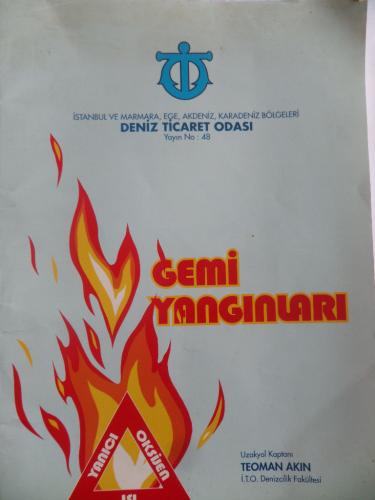 İSTANBUL VE MARMARA, EGE, AKDENİZ, KARADENİZ BÖLGELERİ
DENİZ TİCARET ODASI
Yayın No : 48
GEMİ
YANGINLARI
YANICI
OKSİJEN
ISI
Uzakyol Kaptanı
TEOMAN AKIN
İ.T.O. Denizcilik Fakültesi